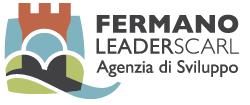 FERMANO
LEADERSCARL
Agenzia di Sviluppo